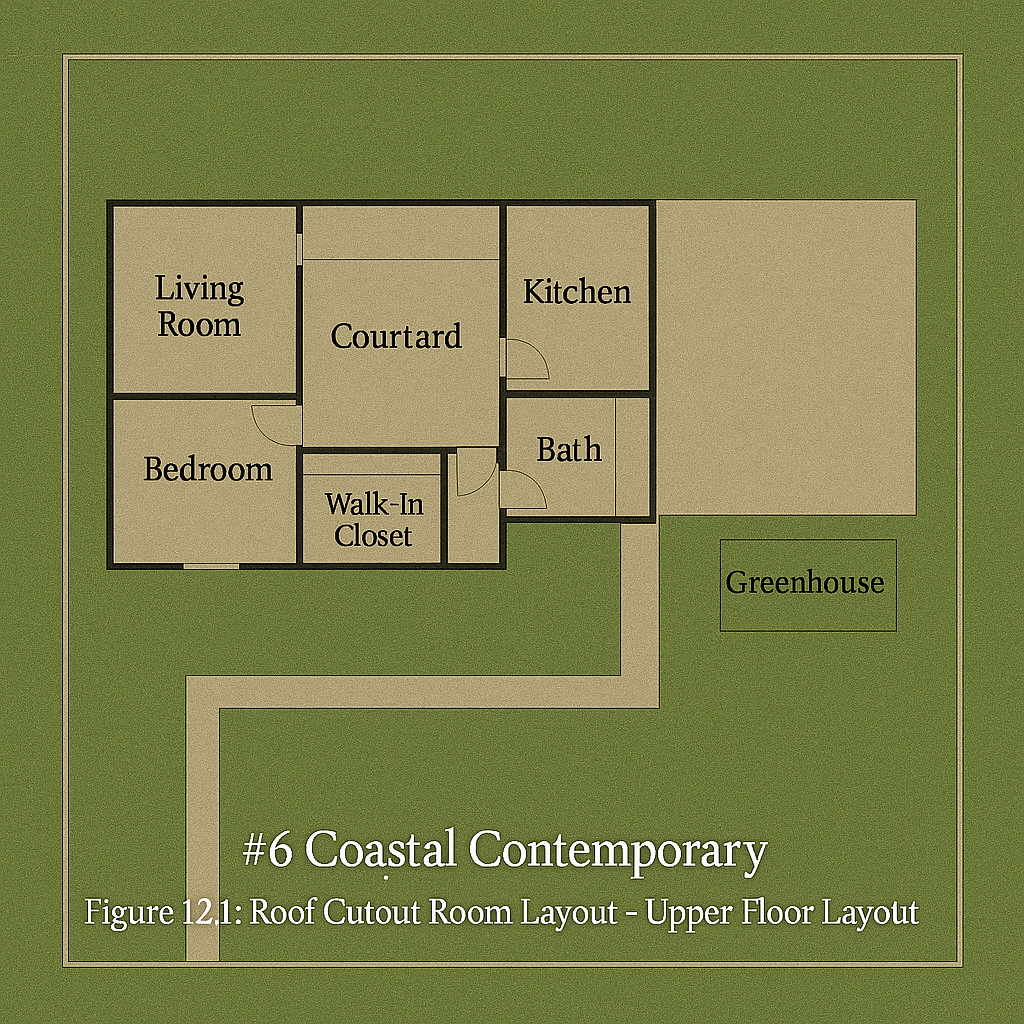 Living
Room
Courtard
Kitchen
Bedroom
Walk-In
Closet
Bath
Greenhouse
#6 Coastal Contemporary
Figure 12.1: Roof Cutout Room Layout – Upper Floor Layout